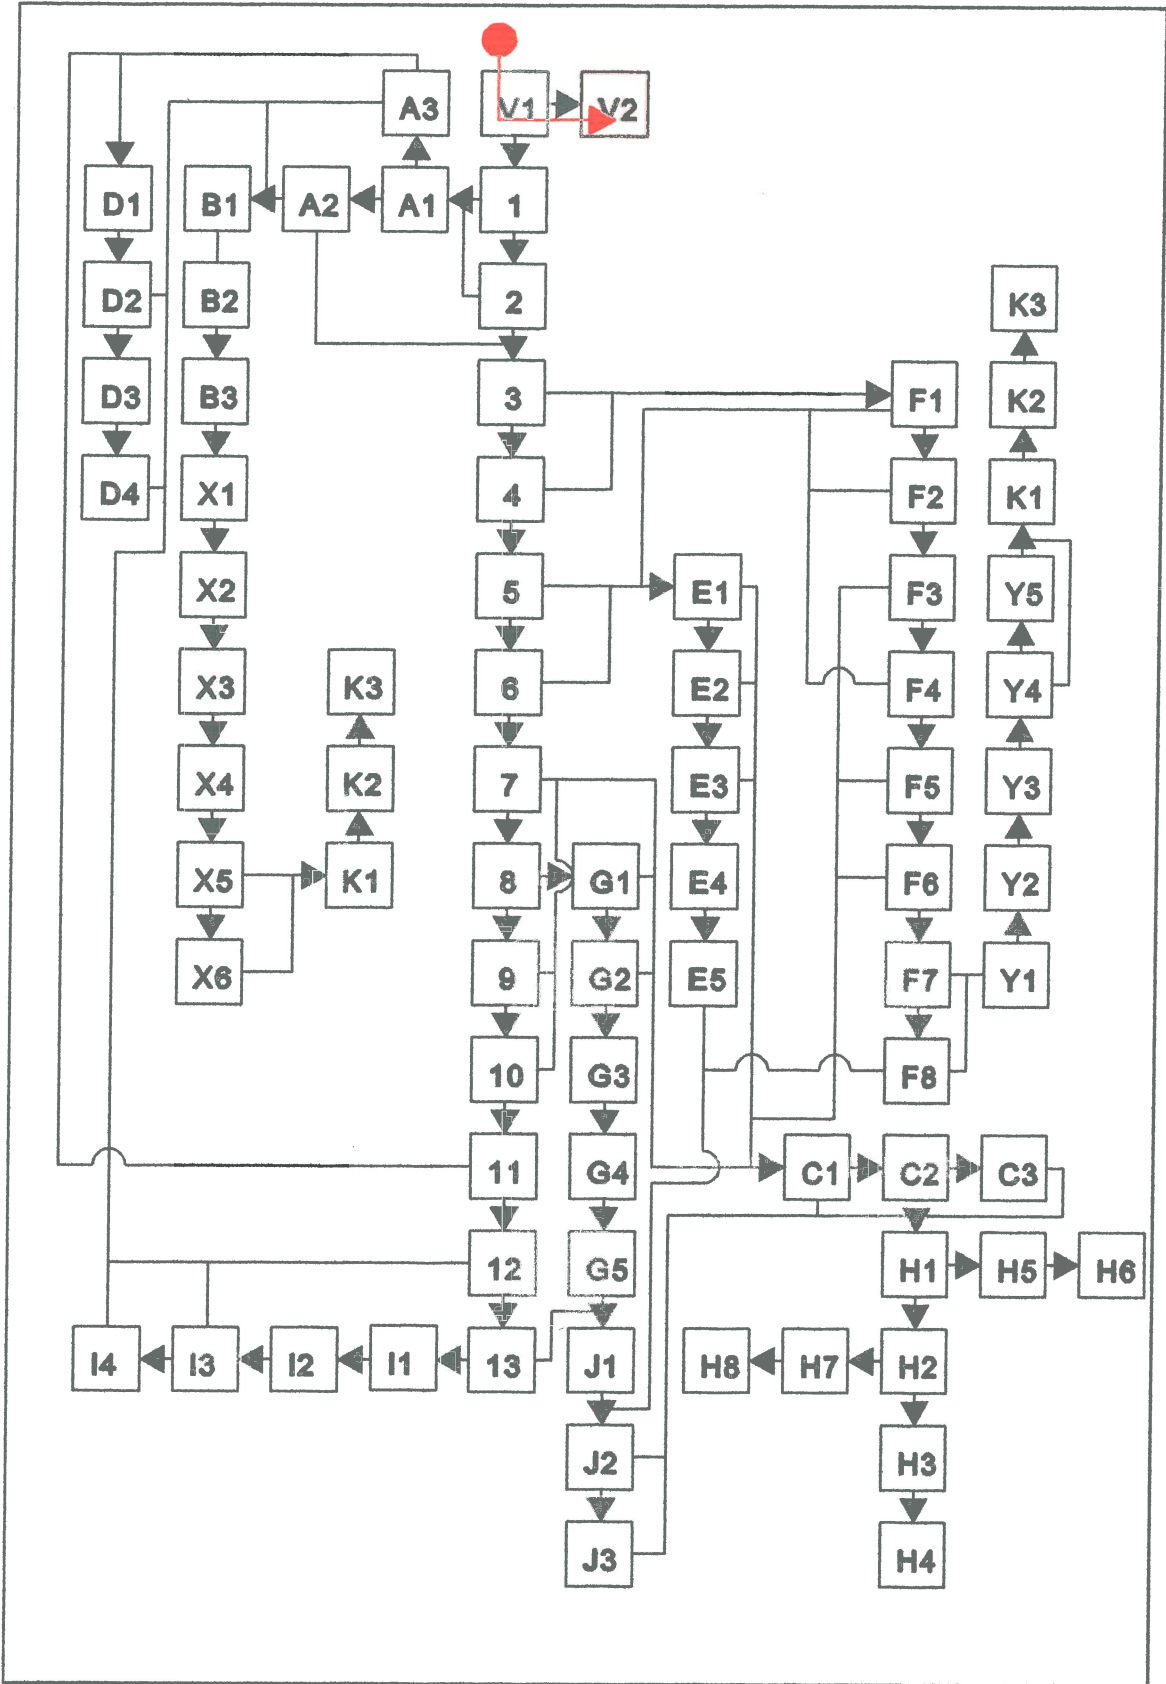 A3 V1 V2
D1 B1 A2 A1 1
D2 B2 2 K3
D3 B3 3 F1 K2
D4 X1 4 F2 K1
X2 5 E1 F3 Y5
X3 K3 6 E2 F4 Y4
X4 K2 7 E3 F5 Y3
X5 K1 8 G1 E4 F6 Y2
X6 9 G2 E5 F7 Y1
10 G3 F8
11 G4 C1 C2 C3
12 G5 H1 H5 H6
I4 I3 I2 I1 13 J1 H8 H7 H2
J2 H3
J3 H4